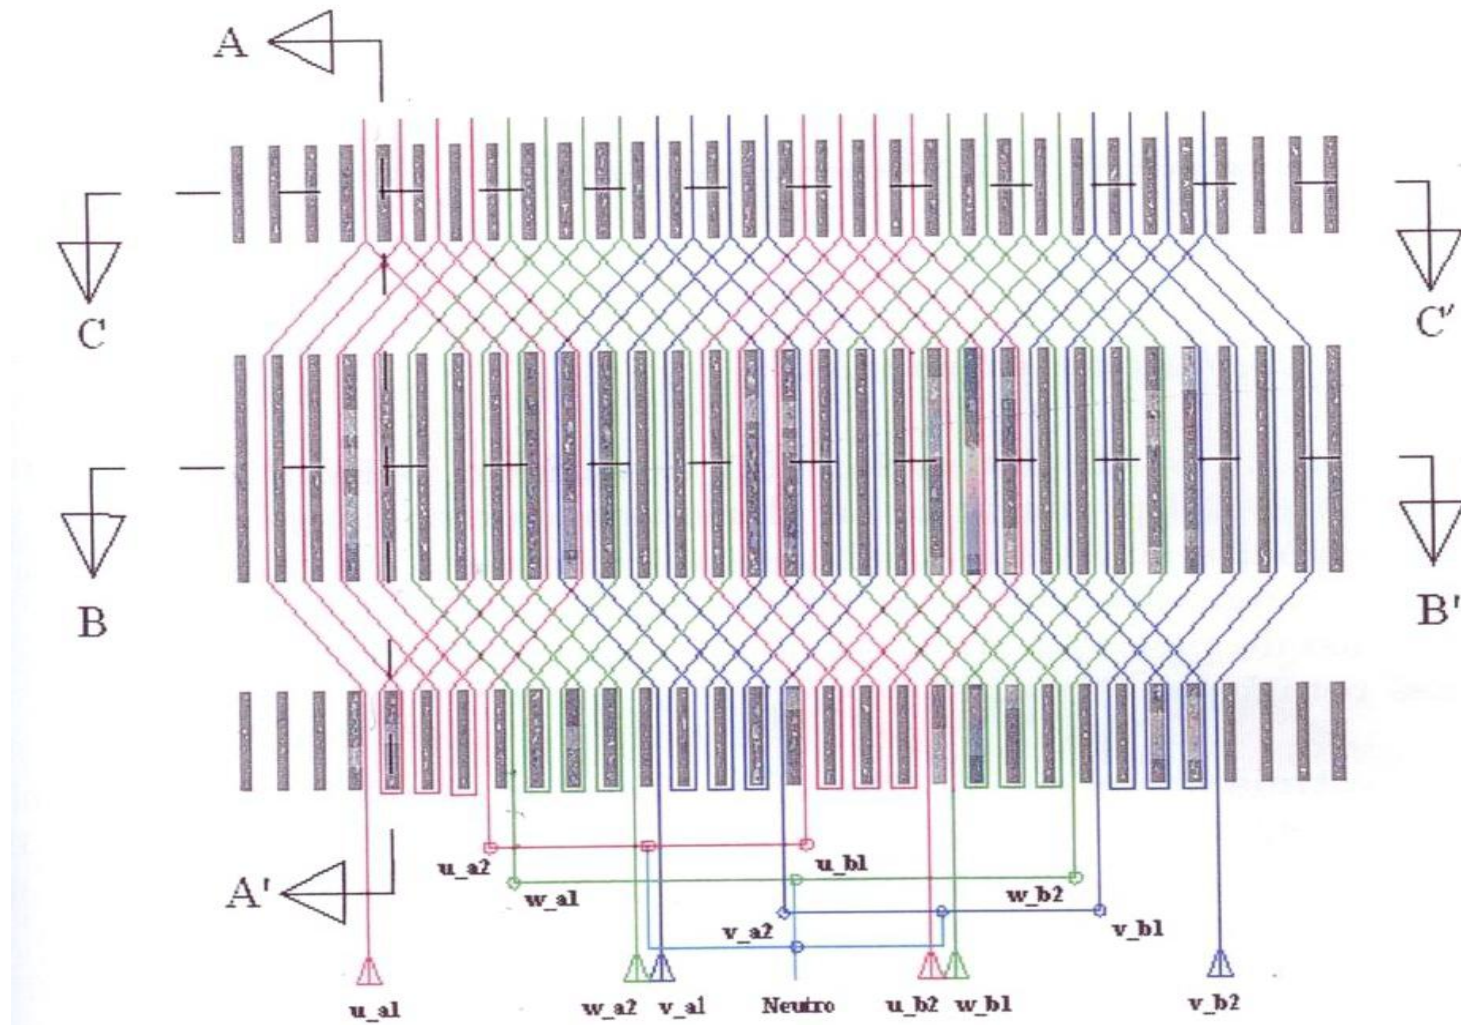 A
C
C'
B
B'
u_a2
u_b1
A'
w_a1
w_b2
v_a2
v_b1
u_a1
w_a2
v_a1
Neutro
u_b2
w_b1
v_b2